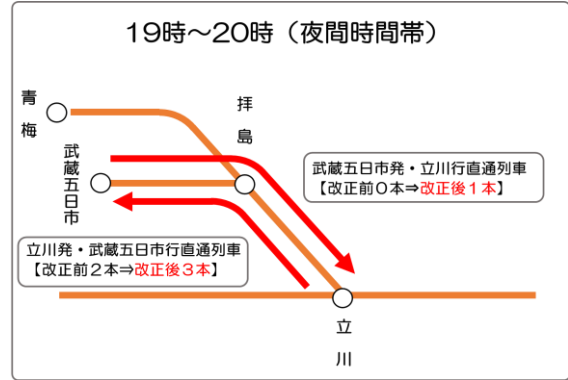 19時～20時（夜間時間帯）
青梅
拝島
武蔵五日市
武蔵五日市発・立川行直通列車
【改正前０本⇒改正後１本】
立川発・武蔵五日市行直通列車
【改正前２本⇒改正後３本】
立川